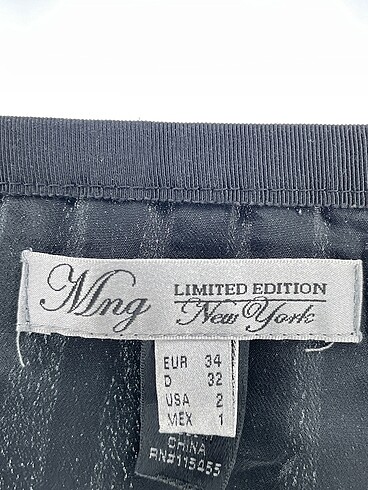 Mng
LIMITED EDITION
New York
EUR 34
D 32
USA 2
MEX 1
CHINA
RN#115455